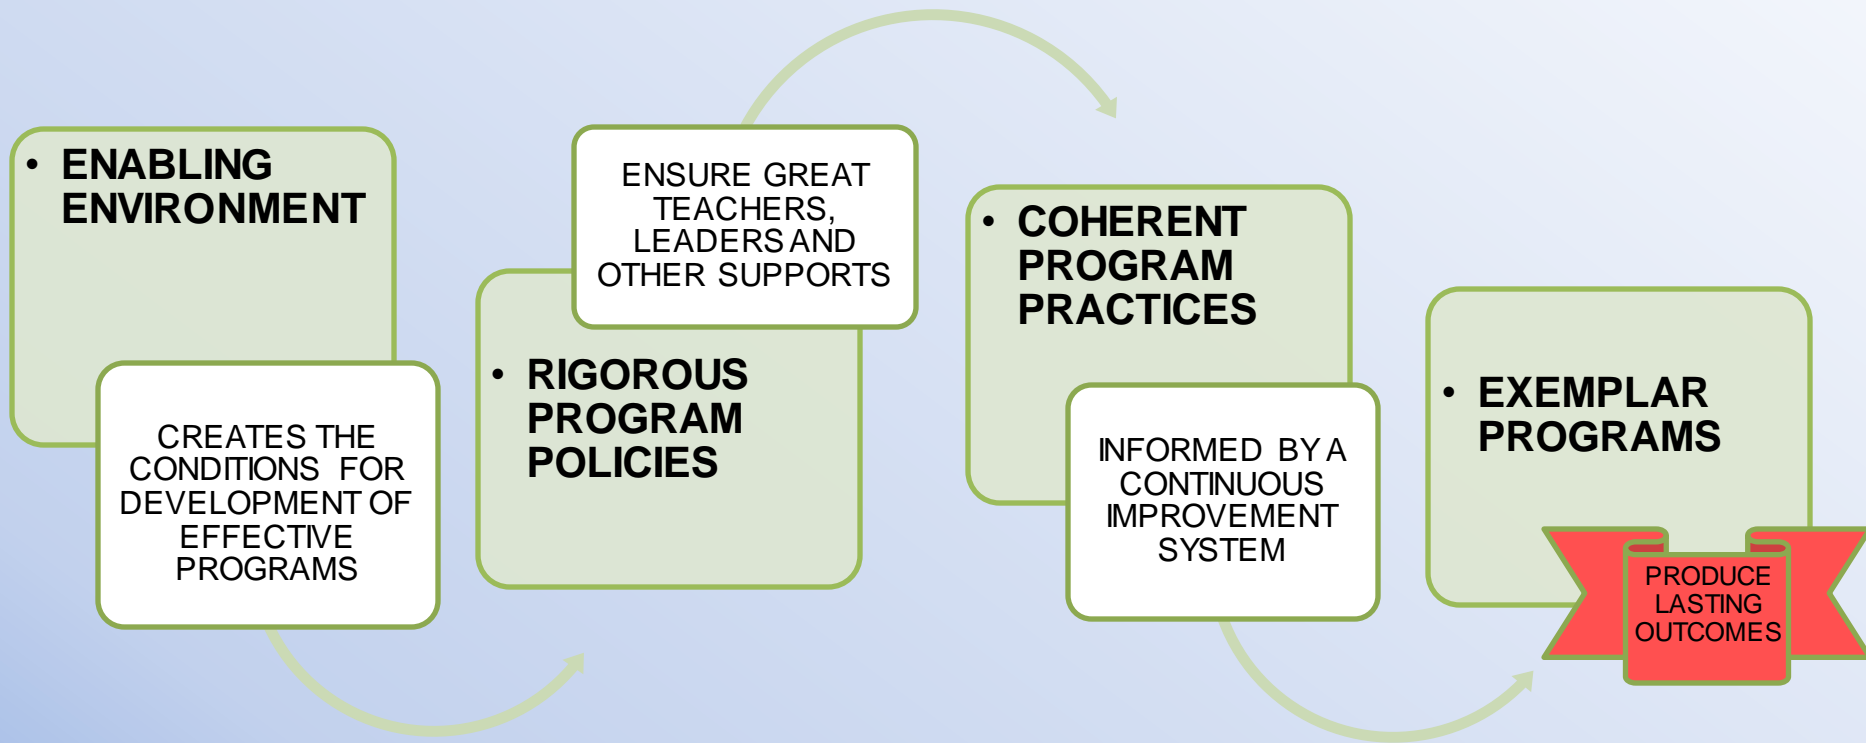 • ENABLING
ENVIRONMENT
CREATES THE
CONDITIONS FOR
DEVELOPMENT OF
EFFECTIVE
PROGRAMS
ENSURE GREAT
TEACHERS,
LEADERS AND
OTHER SUPPORTS
• RIGOROUS
PROGRAM
POLICIES
• COHERENT
PROGRAM
PRACTICES
INFORMED BY A
CONTINUOUS
IMPROVEMENT
SYSTEM
• EXEMPLAR
PROGRAMS
PRODUCE
LASTING
OUTCOMES